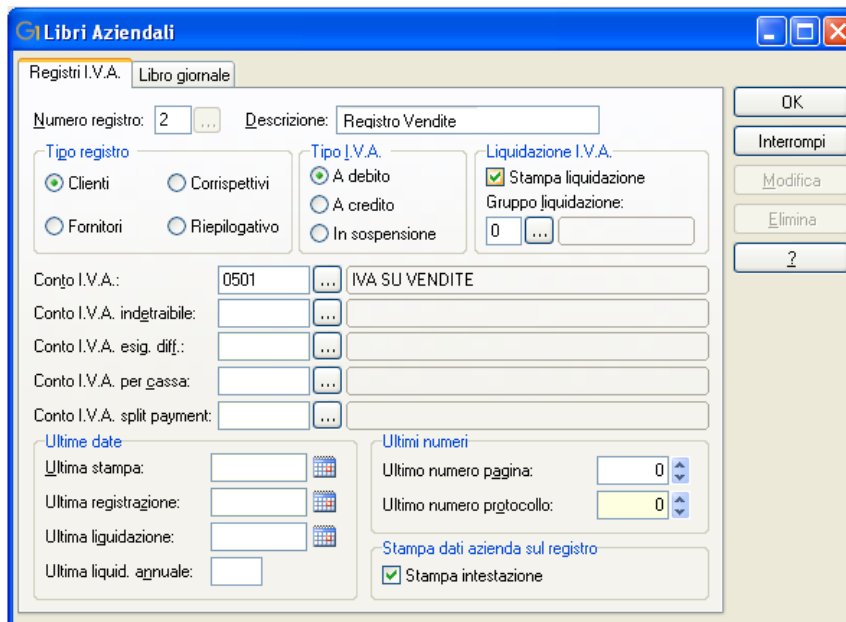 G1 Libri Aziendali
Registri I.V.A. Libro giornale
Numero registro: 2 ... Descrizione: Registro Vendite
Tipo registro
Clienti Corrispettivi
Fornitori Riepilogativo
Tipo I.V.A.
A debito
A credito
In sospensione
Liquidazione I.V.A.
Stampa liquidazione
Gruppo liquidazione:
0 ...
Conto I.V.A.: 0501 ... IVA SU VENDITE
Conto I.V.A. indetraibile: ...
Conto I.V.A. esig. diff.: ...
Conto I.V.A. per cassa: ...
Conto I.V.A. split payment: ...
Ultime date
Ultima stampa:
Ultima registrazione:
Ultima liguidazione:
Ultima liquid. annuale:
Ultimi numeri
Ultimo numero pagina: 0
Ultimo numero protocollo: 0
Stampa dati azienda sul registro
Stampa intestazione
OK
Interrompi
Modifica
Elimina
?